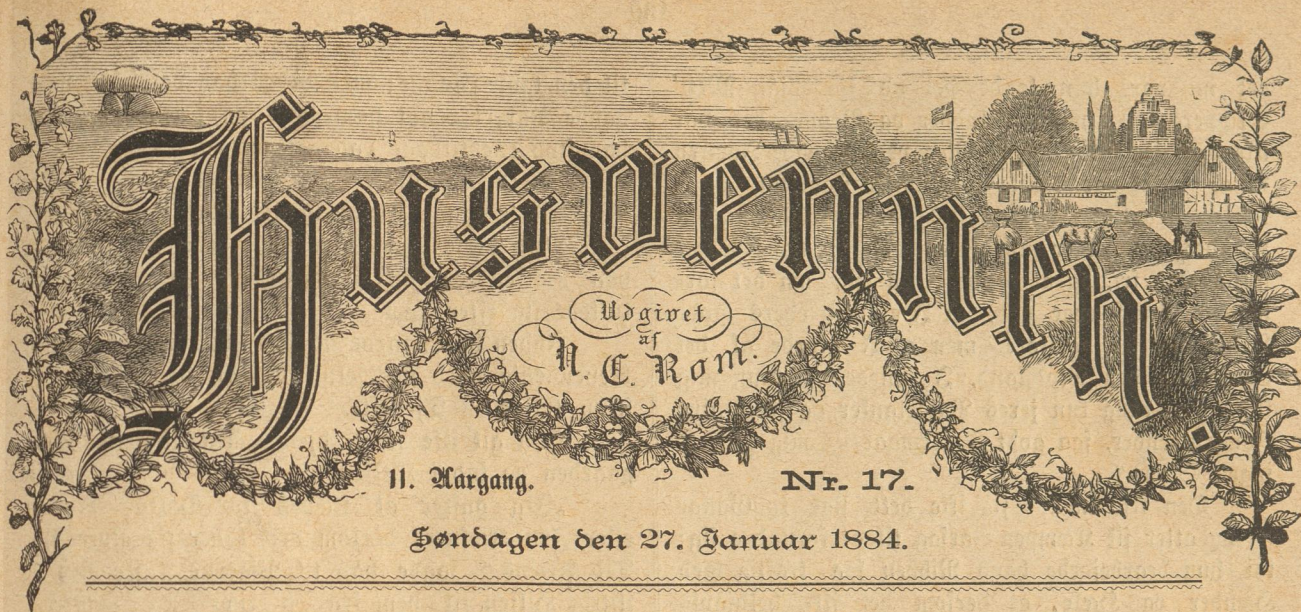 Husvennen.
Udgivet
af
N. C. Rom.
11. Aargang.
Nr. 17.
Søndagen den 27. Januar 1884.